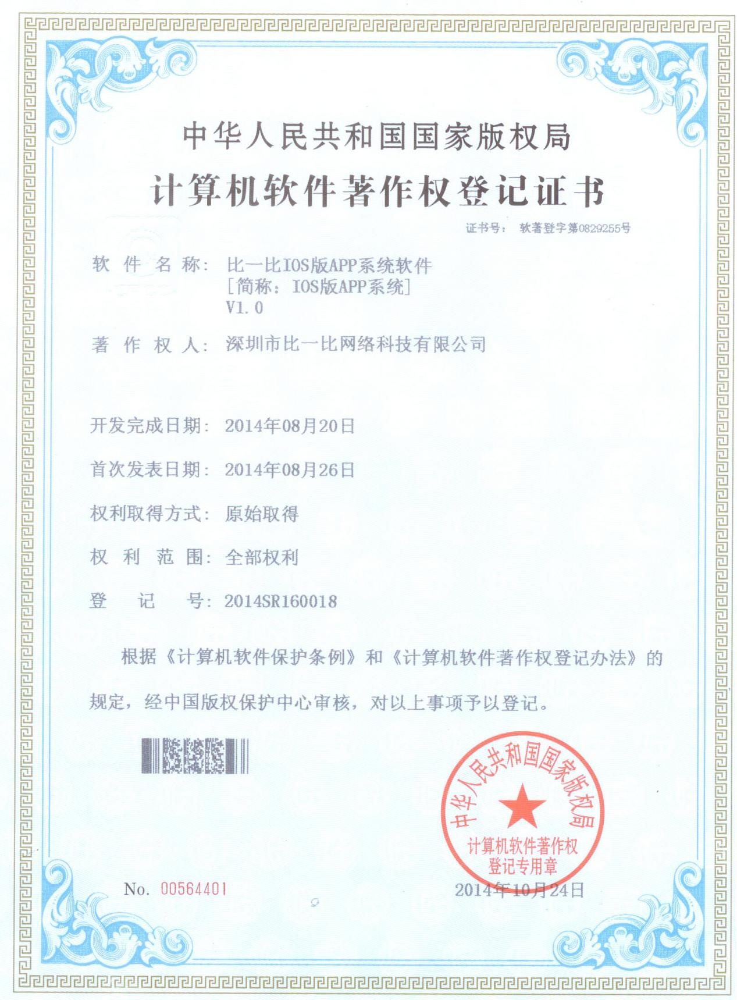 中华人民共和国国家版权局
计算机软件著作权登记证书
证书号： 软著登字第0829255号
软件名称： 比一比IOS版APP系统软件
[简称：IOS版APP系统]
V1.0
著作权人： 深圳市比一比网络科技有限公司
开发完成日期： 2014年08月20日
首次发表日期： 2014年08月26日
权利取得方式： 原始取得
权利范围： 全部权利
登记号： 2014SR160018
根据《计算机软件保护条例》和《计算机软件著作权登记办法》的
规定，经中国版权保护中心审核，对以上事项予以登记。
中华人民共和国国家版权局
计算机软件著作权
登记专用章
No. 00564401
2014年10月24日